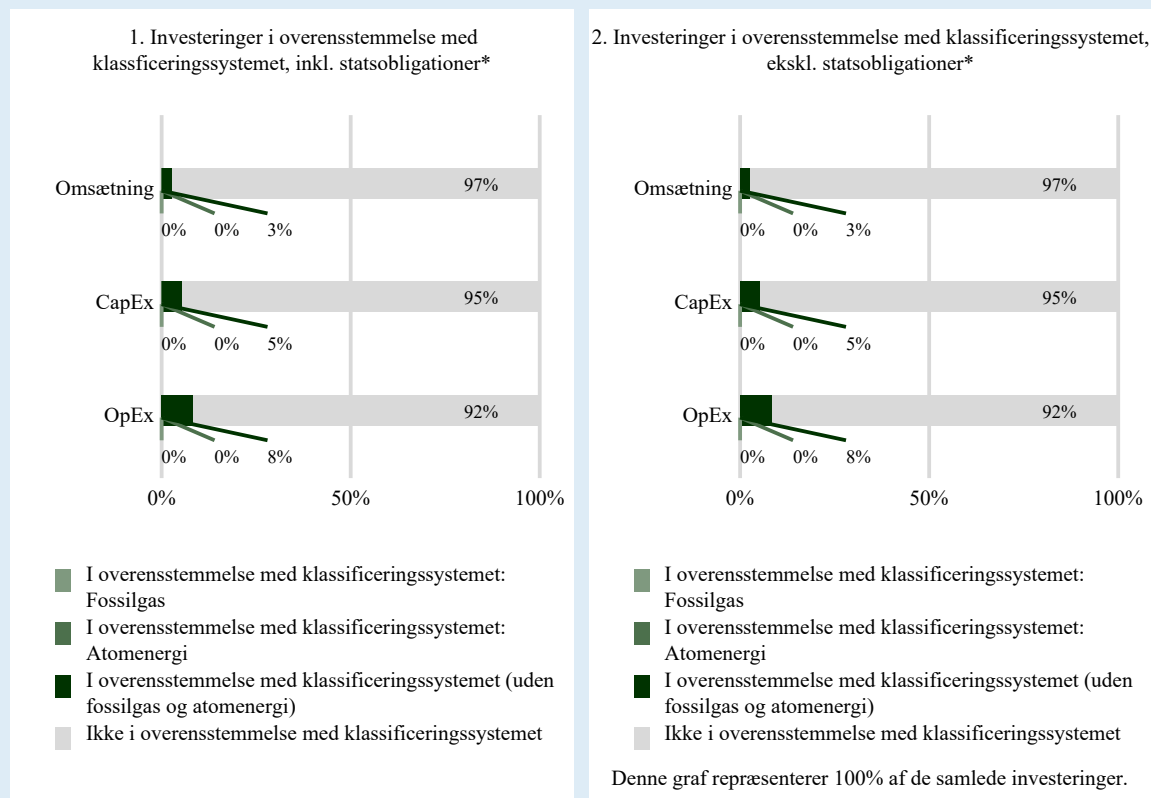 1. Investeringer i overensstemmelse med
klassficeringssystemet, inkl. statsobligationer*
Omsætning
97%
0% 0% 3%
CapEx
95%
0% 0% 5%
OpEx
92%
0% 0% 8%
0% 50% 100%
I overensstemmelse med klassificeringssystemet:
Fossilgas
I overensstemmelse med klassificeringssystemet:
Atomenergi
I overensstemmelse med klassificeringssystemet (uden
fossilgas og atomenergi)
Ikke i overensstemmelse med klassificeringssystemet
2. Investeringer i overensstemmelse med klassificeringssystemet,
ekskl. statsobligationer*
Omsætning
97%
0% 0% 3%
CapEx
95%
0% 0% 5%
OpEx
92%
0% 0% 8%
0% 50% 100%
I overensstemmelse med klassificeringssystemet:
Fossilgas
I overensstemmelse med klassificeringssystemet:
Atomenergi
I overensstemmelse med klassificeringssystemet (uden
fossilgas og atomenergi)
Ikke i overensstemmelse med klassificeringssystemet
Denne graf repræsenterer 100% af de samlede investeringer.